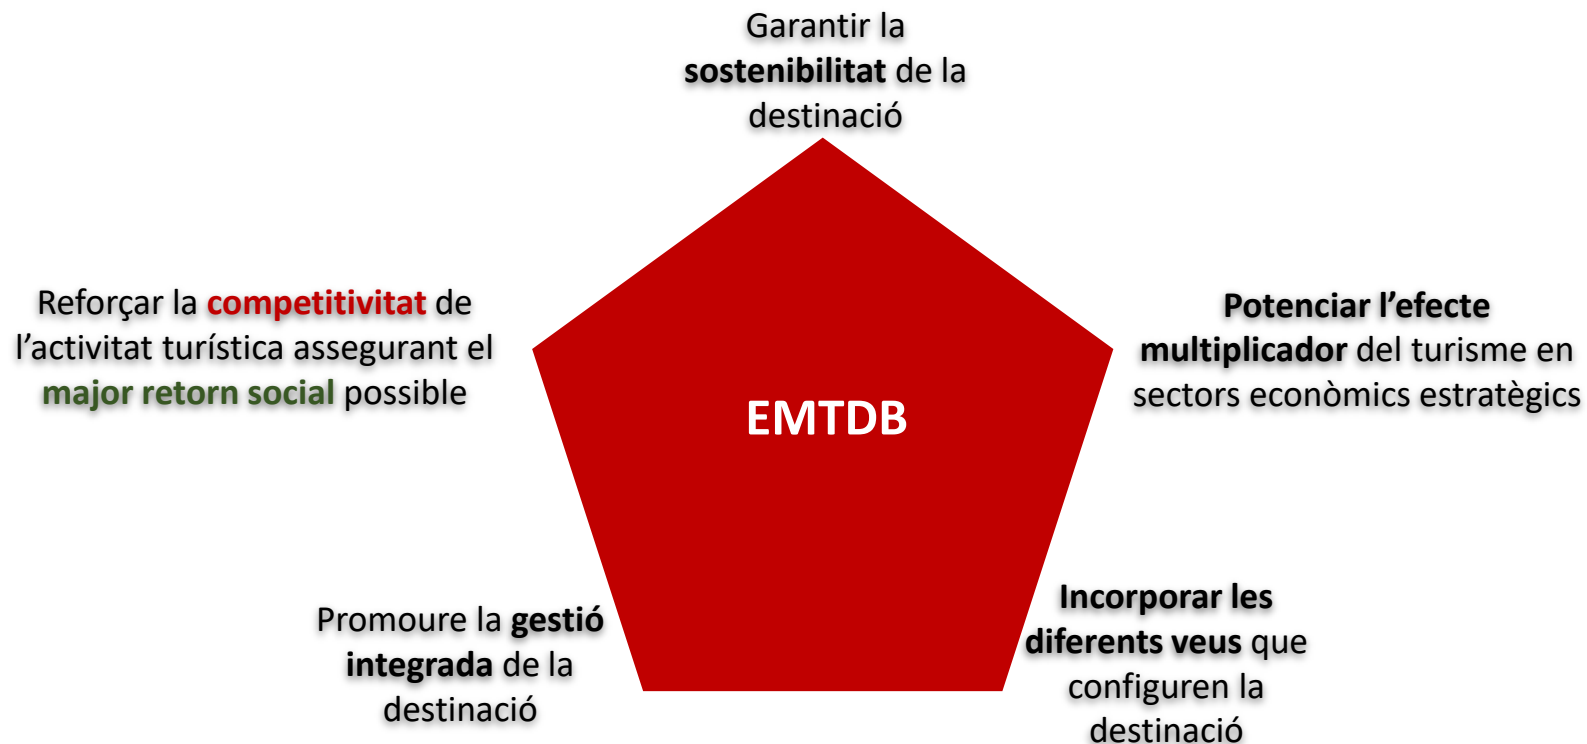 Garantir la
sostenibilitat de la
destinació
Reforçar la competitivitat de
l’activitat turística assegurant el
major retorn social possible
Potenciar l’efecte
multiplicador del turisme en
sectors econòmics estratègics
EMTDB
Promoure la gestió
integrada de la
destinació
Incorporar les
diferents veus que
configuren la
destinació